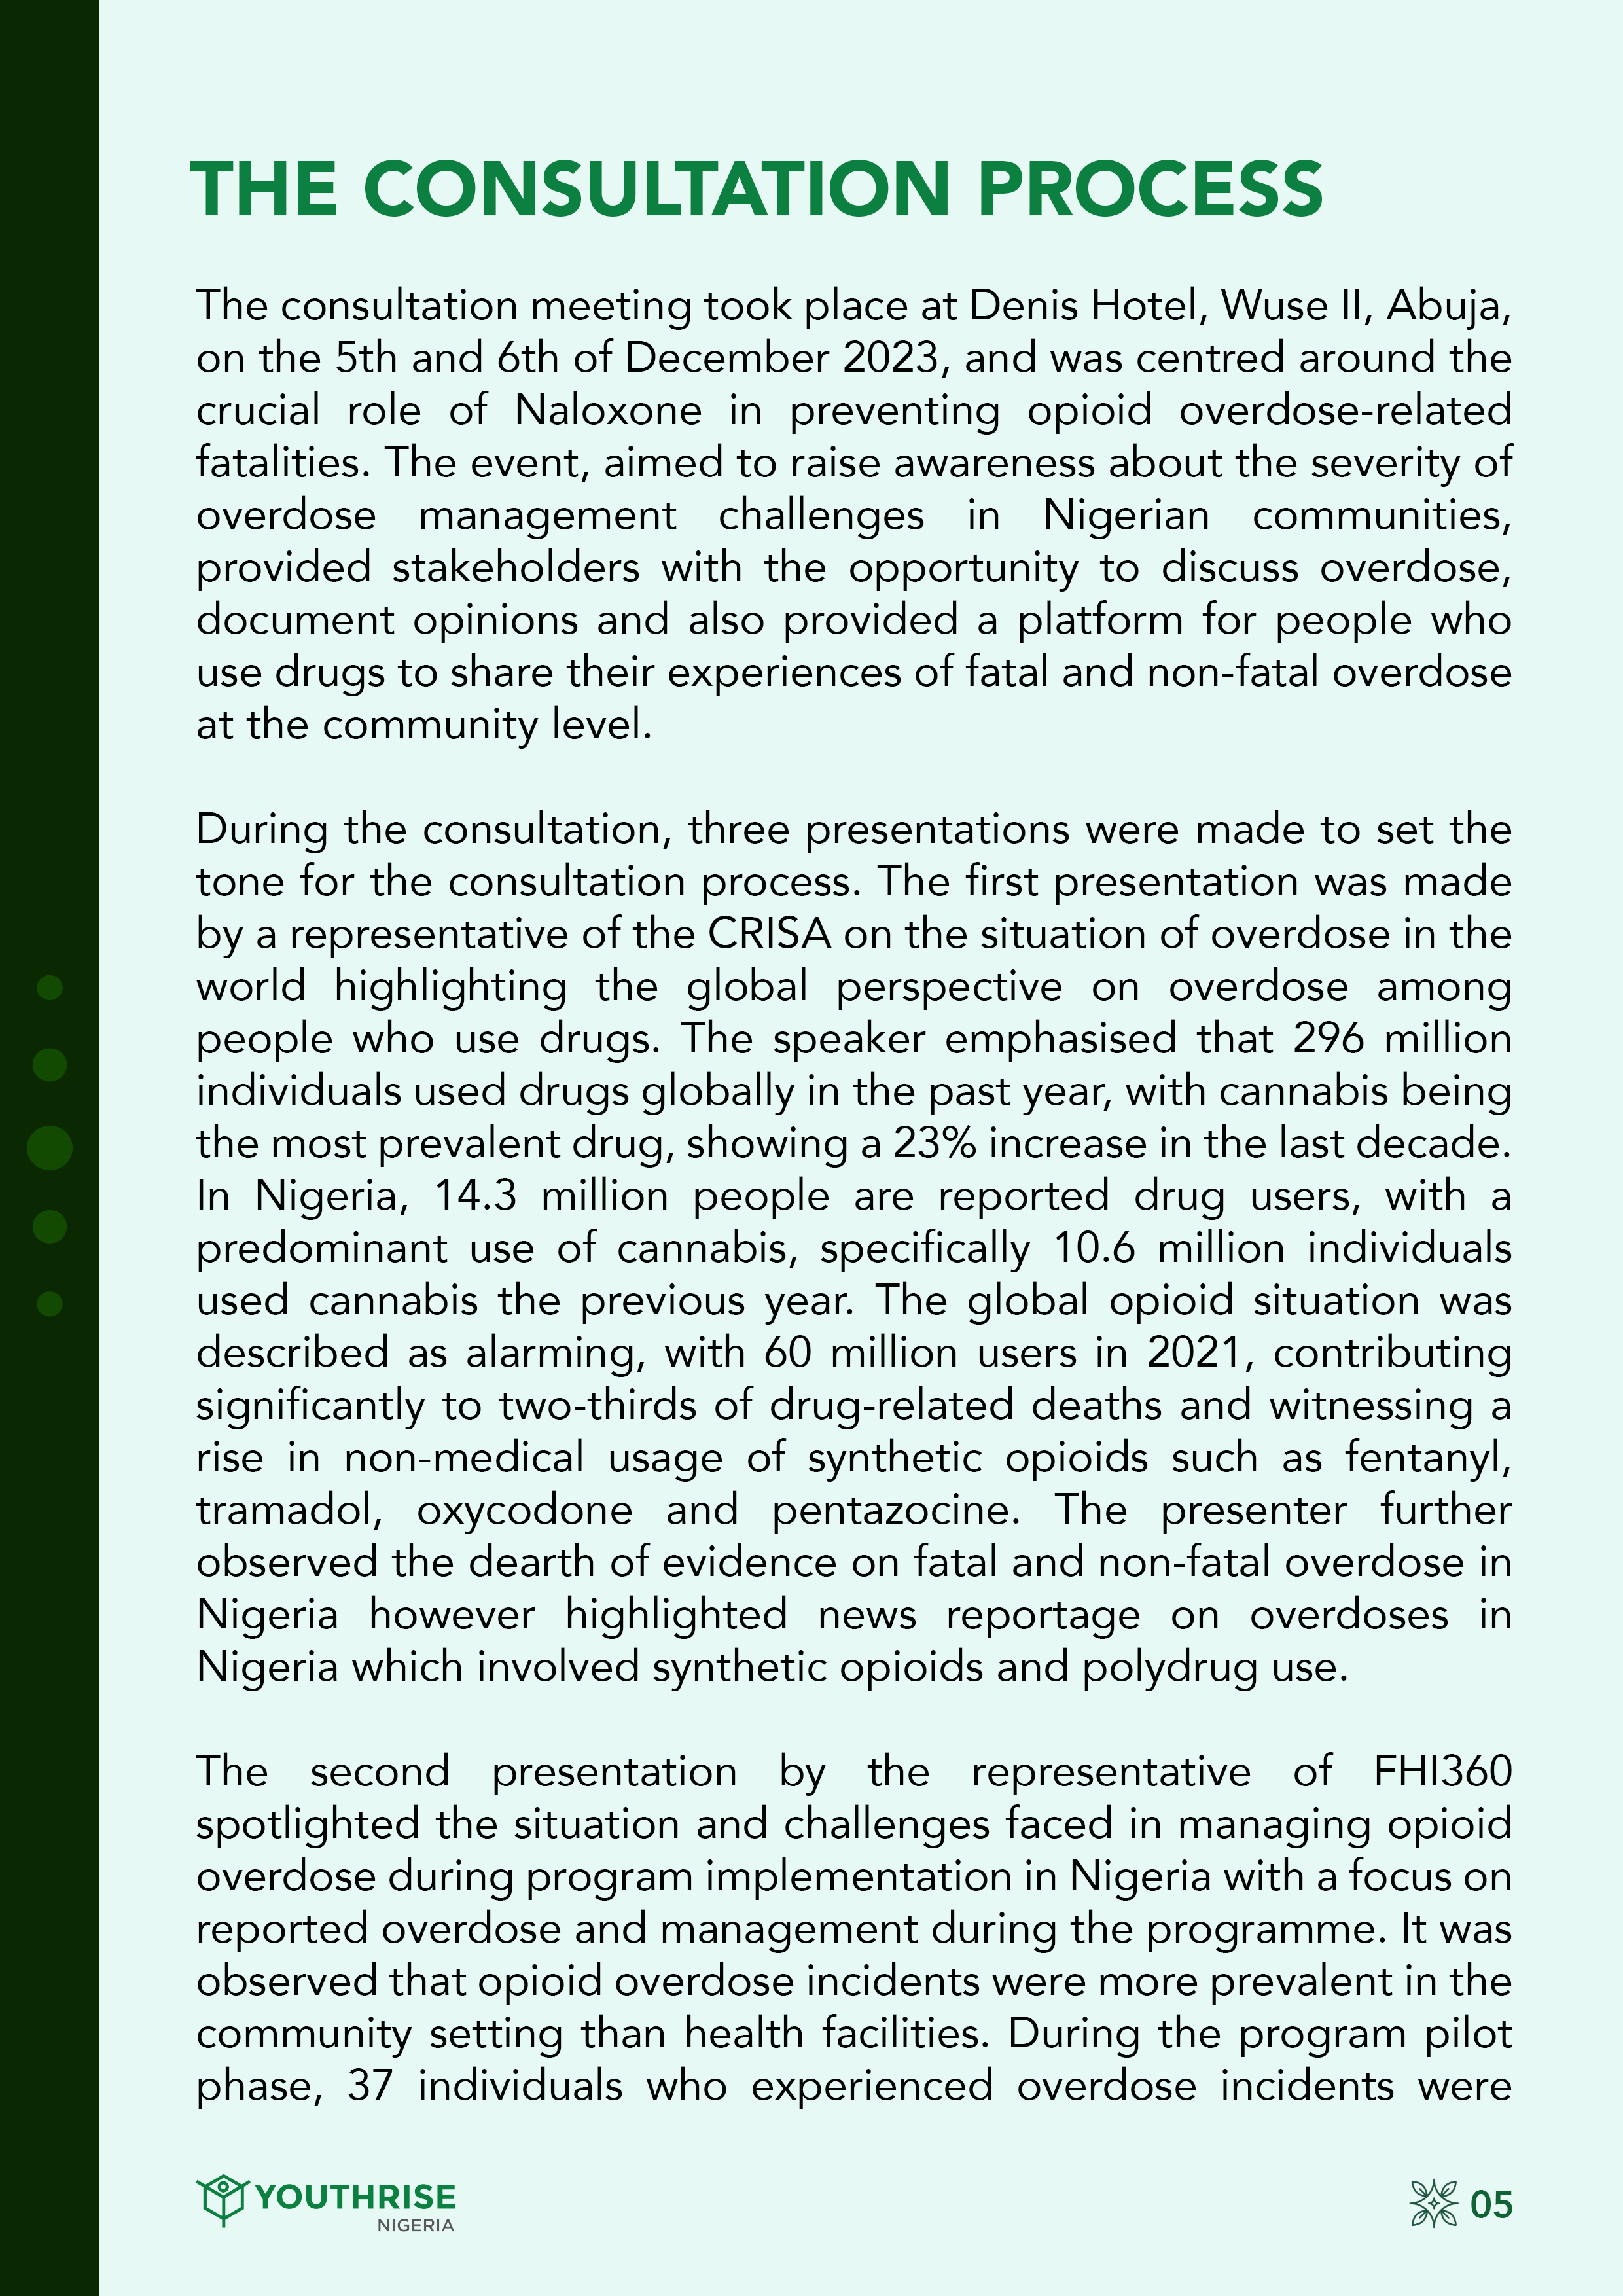 THE CONSULTATION PROCESS
The consultation meeting took place at Denis Hotel, Wuse II, Abuja,
on the 5th and 6th of December 2023, and was centred around the
crucial role of Naloxone in preventing opioid overdose-related
fatalities. The event, aimed to raise awareness about the severity of
overdose management challenges in Nigerian communities,
provided stakeholders with the opportunity to discuss overdose,
document opinions and also provided a platform for people who
use drugs to share their experiences of fatal and non-fatal overdose
at the community level.
During the consultation, three presentations were made to set the
tone for the consultation process. The first presentation was made
by a representative of the CRISA on the situation of overdose in the
world highlighting the global perspective on overdose among
people who use drugs. The speaker emphasised that 296 million
individuals used drugs globally in the past year, with cannabis being
the most prevalent drug, showing a 23% increase in the last decade.
In Nigeria, 14.3 million people are reported drug users, with a
predominant use of cannabis, specifically 10.6 million individuals
used cannabis the previous year. The global opioid situation was
described as alarming, with 60 million users in 2021, contributing
significantly to two-thirds of drug-related deaths and witnessing a
rise in non-medical usage of synthetic opioids such as fentanyl,
tramadol, oxycodone and pentazocine. The presenter further
observed the dearth of evidence on fatal and non-fatal overdose in
Nigeria however highlighted news reportage on overdoses in
Nigeria which involved synthetic opioids and polydrug use.
The second presentation by the representative of FHI360
spotlighted the situation and challenges faced in managing opioid
overdose during program implementation in Nigeria with a focus on
reported overdose and management during the programme. It was
observed that opioid overdose incidents were more prevalent in the
community setting than health facilities. During the program pilot
phase, 37 individuals who experienced overdose incidents were
YOUTHRISE
NIGERIA
05